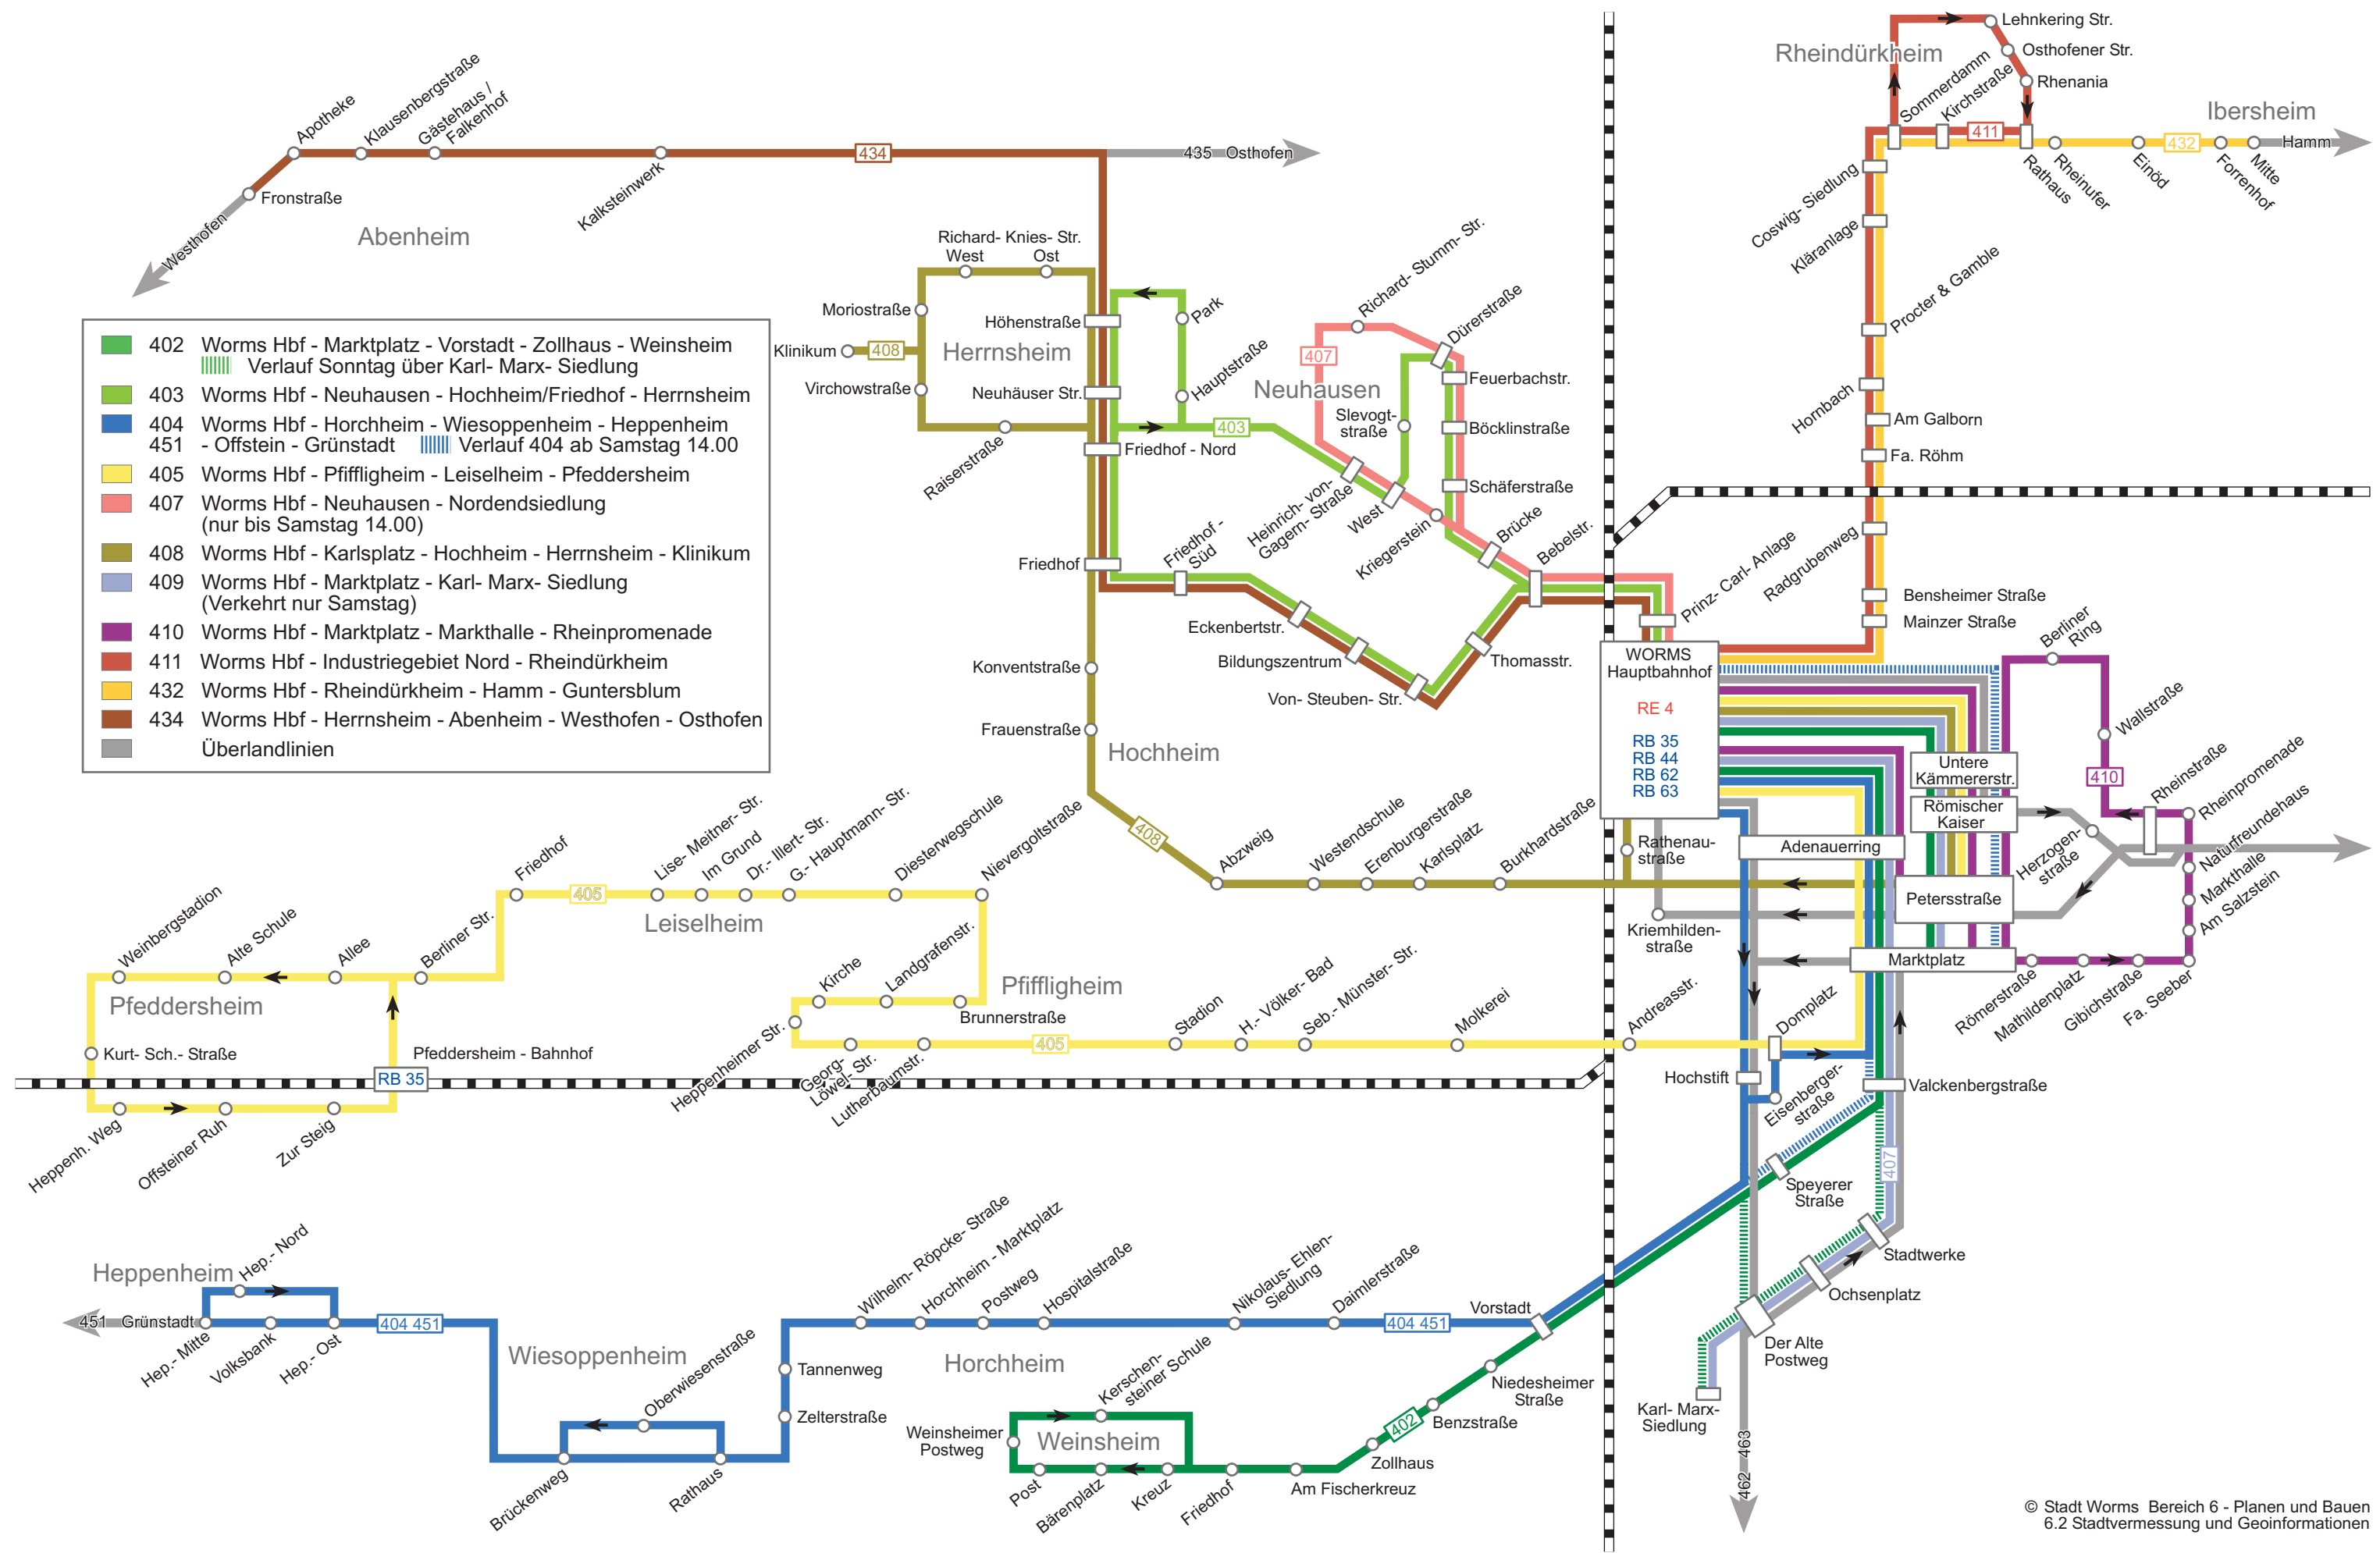 Lehnkering Str.
Rheindürkheim
Osthofener Str.
Sommerdamm
Kirchstraße
Rhenania
Ibersheim
411
432
Hamm
Rathaus
Rheinufer
Einöd
Forrenhof
Mitte
Coswig- Siedlung
Kläranlage
Procter & Gamble
Hornbach
Am Galborn
Fa. Röhm
Radgrubenweg
Bensheimer Straße
Mainzer Straße
Apotheke
Klausenbergstraße
Gästehaus /
Falkenhof
434
435 Osthofen
Fronstraße
Kalksteinwerk
Westhofen
Abenheim
Richard- Knies- Str.
West
Ost
Moriostraße
Höhenstraße
Klinikum
408
Herrnsheim
Virchowstraße
Neuhäuser Str.
Raiserstraße
Park
Hauptstraße
403
Friedhof - Nord
Richard- Stumm- Str.
407
Dürerstraße
Neuhausen
Feuerbachstr.
Slevogt-
straße
Böcklinstraße
Schäferstraße
Heinrich- von-
Gagern- Straße
West
Kriegerstein
Brücke
Bebelstr.
Prinz- Carl- Anlage
Friedhof
Friedhof -
Süd
Eckenbertstr.
Bildungszentrum
Von- Steuben- Str.
Thomasstr.
Konventstraße
Frauenstraße
Hochheim
402 Worms Hbf - Marktplatz - Vorstadt - Zollhaus - Weinsheim
Verlauf Sonntag über Karl- Marx- Siedlung
403 Worms Hbf - Neuhausen - Hochheim/Friedhof - Herrnsheim
404 Worms Hbf - Horchheim - Wiesoppenheim - Heppenheim
451 - Offstein - Grünstadt Verlauf 404 ab Samstag 14.00
405 Worms Hbf - Pfiffligheim - Leiselheim - Pfeddersheim
407 Worms Hbf - Neuhausen - Nordendsiedlung
(nur bis Samstag 14.00)
408 Worms Hbf - Karlsplatz - Hochheim - Herrnsheim - Klinikum
409 Worms Hbf - Marktplatz - Karl- Marx- Siedlung
(Verkehrt nur Samstag)
410 Worms Hbf - Marktplatz - Markthalle - Rheinpromenade
411 Worms Hbf - Industriegebiet Nord - Rheindürkheim
432 Worms Hbf - Rheindürkheim - Hamm - Guntersblum
434 Worms Hbf - Herrnsheim - Abenheim - Westhofen - Osthofen
Überlandlinien
WORMS
Hauptbahnhof
RE 4
RB 35
RB 44
RB 62
RB 63
Berliner
Ring
Wallstraße
410
Rheinstraße
Rheinpromenade
Naturfreundehaus
Markthalle
Am Salzstein
Untere
Kämmererstr.
Römischer
Kaiser
Herzogen-
straße
Adenauerring
Petersstraße
Marktplatz
Römerstraße
Mathildenplatz
Gibichstraße
Fa. Seeber
Rathenau-
straße
Kriemhilden-
straße
408
Abzweig
Westendschule
Erenburgerstraße
Karlsplatz
Burkhardstraße
Friedhof
405
Lise- Meitner- Str.
Im Grund
Dr.- Illert- Str.
G.- Hauptmann- Str.
Diesterwegschule
Nievergoltstraße
Leiselheim
Weinbergstadion
Alte Schule
Allee
Berliner Str.
Pfeddersheim
Kirche
Landgrafenstr.
Brunnerstraße
Pfiffligheim
Heppenheimer Str.
Georg-
Löwel- Str.
Lutherbaumstr.
405
Stadion
H.- Völker- Bad
Seb.- Münster- Str.
Molkerei
Andreasstr.
Domplatz
Kurt- Sch.- Straße
Pfeddersheim - Bahnhof
RB 35
Heppenh. Weg
Offsteiner Ruh
Zur Steig
Hochstift
Eisenberger-
straße
Valckenbergstraße
407
Speyerer
Straße
Stadtwerke
Ochsenplatz
Der Alte
Postweg
Karl- Marx-
Siedlung
462 463
Heppenheim
Hep.- Nord
451 Grünstadt
Hep.- Mitte
Volksbank
Hep.- Ost
404 451
Wiesoppenheim
Oberwiesenstraße
Brückenweg
Rathaus
Tannenweg
Zelterstraße
Wilhelm- Röpcke- Straße
Horchheim - Marktplatz
Postweg
Hospitalstraße
Nikolaus- Ehlen-
Siedlung
Daimlerstraße
404 451
Vorstadt
Horchheim
Kerschen-
steiner Schule
Weinsheimer
Postweg
Weinsheim
Post
Bärenplatz
Kreuz
Friedhof
Am Fischerkreuz
Zollhaus
402
Benzstraße
Niedesheimer
Straße
© Stadt Worms Bereich 6 - Planen und Bauen
6.2 Stadtvermessung und Geoinformationen